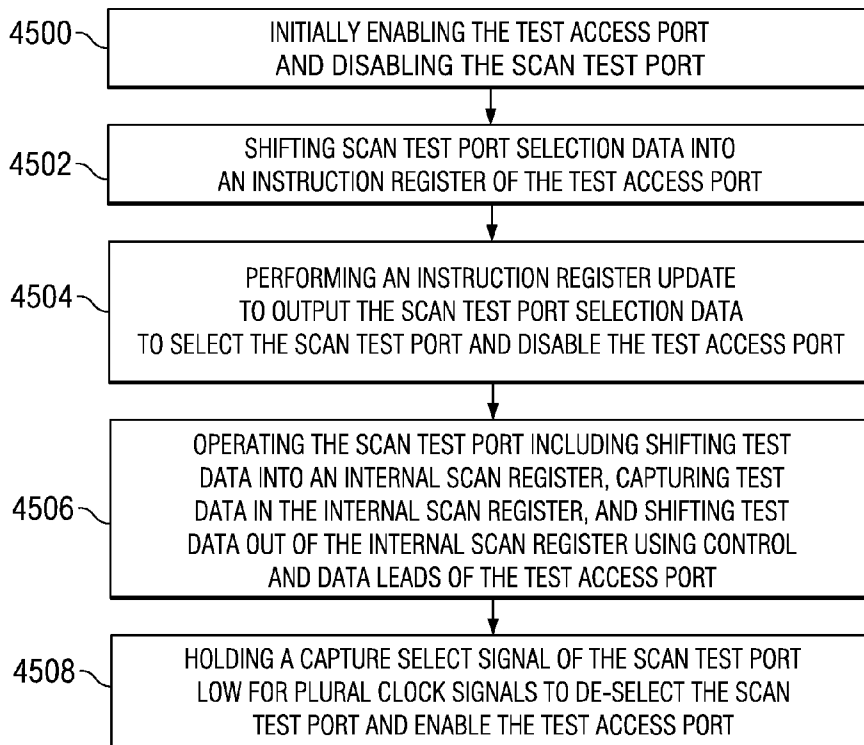 4500
INITIALLY ENABLING THE TEST ACCESS PORT
AND DISABLING THE SCAN TEST PORT
4502
SHIFTING SCAN TEST PORT SELECTION DATA INTO
AN INSTRUCTION REGISTER OF THE TEST ACCESS PORT
4504
PERFORMING AN INSTRUCTION REGISTER UPDATE
TO OUTPUT THE SCAN TEST PORT SELECTION DATA
TO SELECT THE SCAN TEST PORT AND DISABLE THE TEST ACCESS PORT
4506
OPERATING THE SCAN TEST PORT INCLUDING SHIFTING TEST
DATA INTO AN INTERNAL SCAN REGISTER, CAPTURING TEST
DATA IN THE INTERNAL SCAN REGISTER, AND SHIFTING TEST
DATA OUT OF THE INTERNAL SCAN REGISTER USING CONTROL
AND DATA LEADS OF THE TEST ACCESS PORT
4508
HOLDING A CAPTURE SELECT SIGNAL OF THE SCAN TEST PORT
LOW FOR PLURAL CLOCK SIGNALS TO DE-SELECT THE SCAN
TEST PORT AND ENABLE THE TEST ACCESS PORT